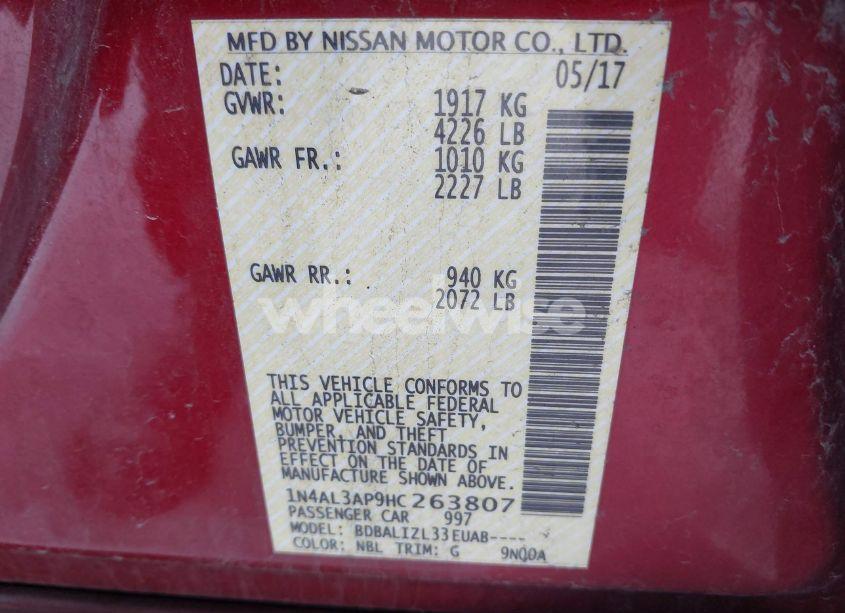 MFD BY NISSAN MOTOR CO., LTD.
DATE: 05/17
GVWR: 1917 KG
4226 LB
GAWR FR.: 1010 KG
2227 LB
GAWR RR.: 940 KG
2072 LB
wheelwise
THIS VEHICLE CONFORMS TO
ALL APPLICABLE FEDERAL
MOTOR VEHICLE SAFETY,
BUMPER, AND THEFT
PREVENTION STANDARDS IN
EFFECT ON THE DATE OF
MANUFACTURE SHOWN ABOVE.
1N4AL3AP9HC263807
PASSENGER CAR 997
MODEL: BDBALIZL33EUAB----
COLOR: NBL TRIM: G 9N00A